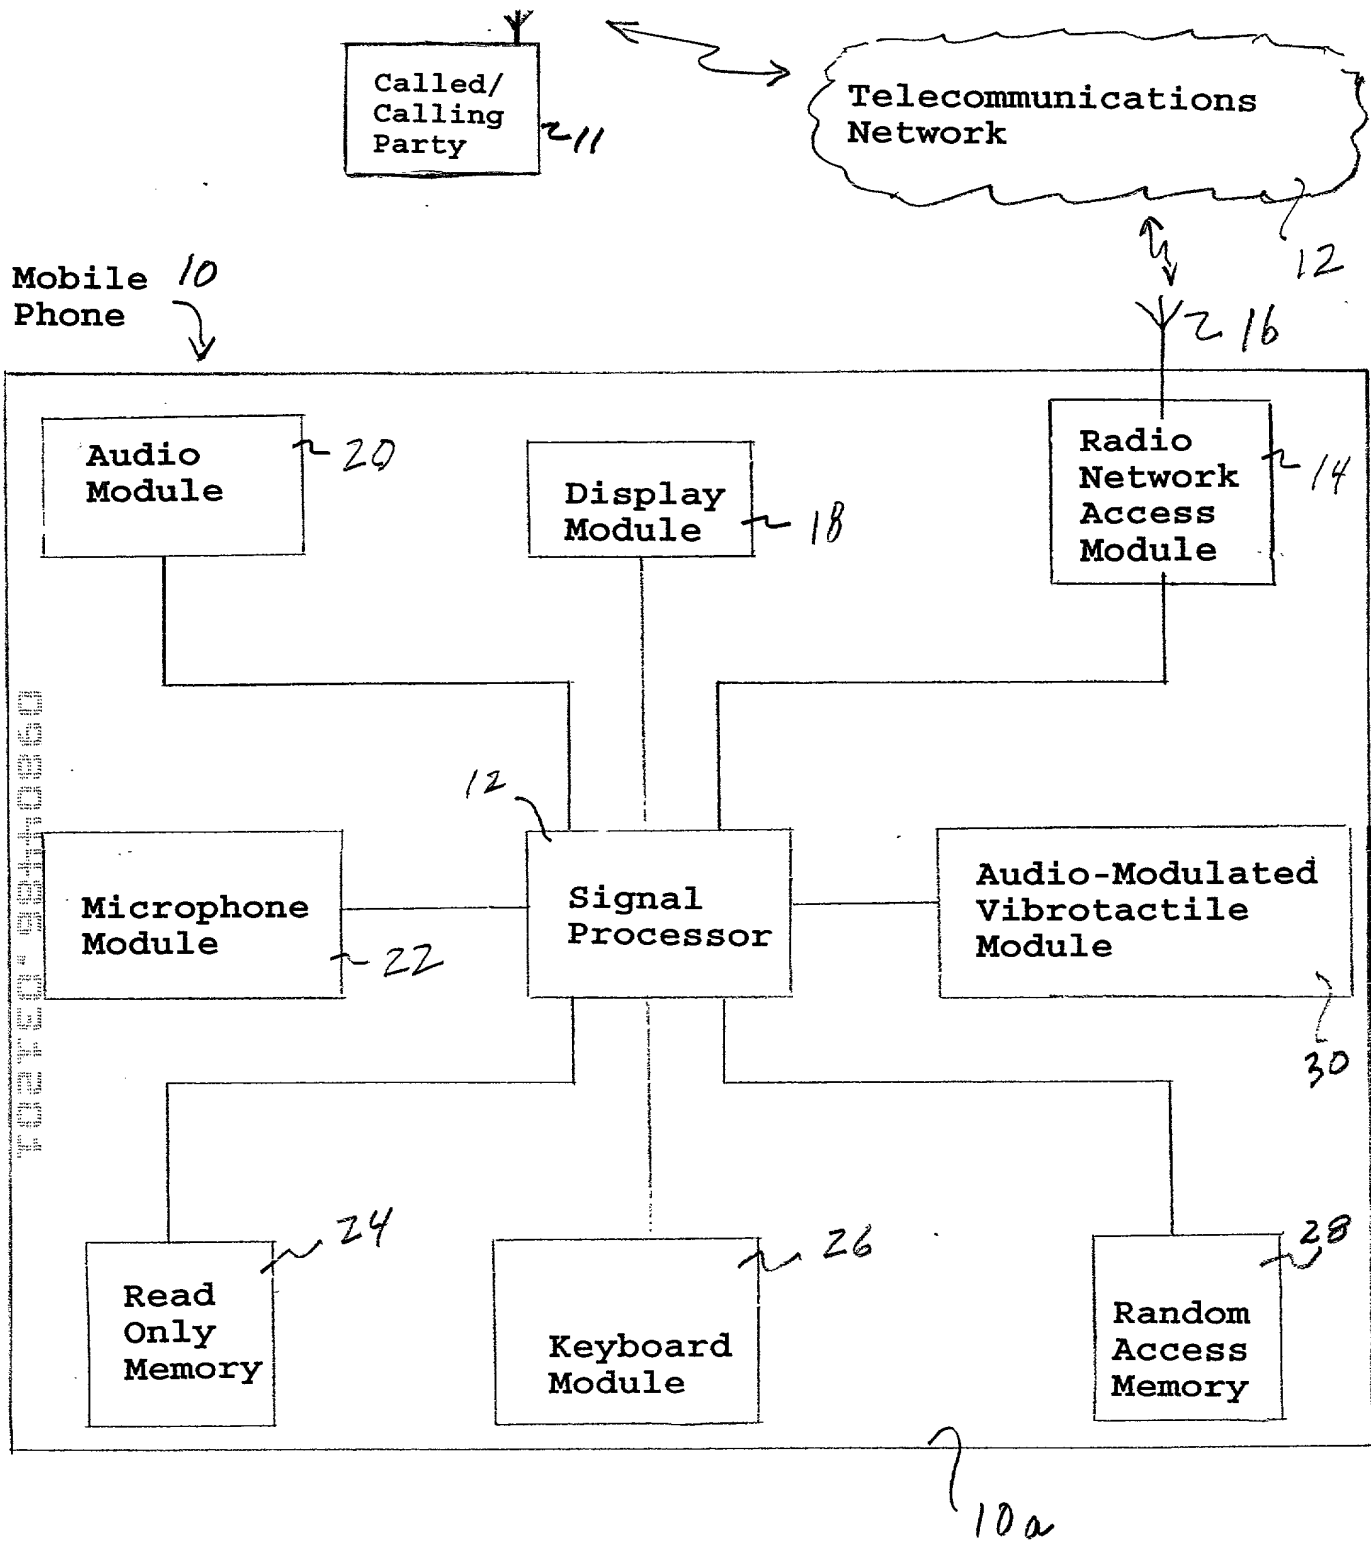 Called/
Calling
Party
11
Telecommunications
Network
12
Mobile 10
Phone
16
Audio
Module
20
Display
Module
18
Radio
Network
Access
Module
14
12
Microphone
Module
22
Signal
Processor
Audio-Modulated
Vibrotactile
Module
30
24
Read
Only
Memory
26
Keyboard
Module
28
Random
Access
Memory
10a